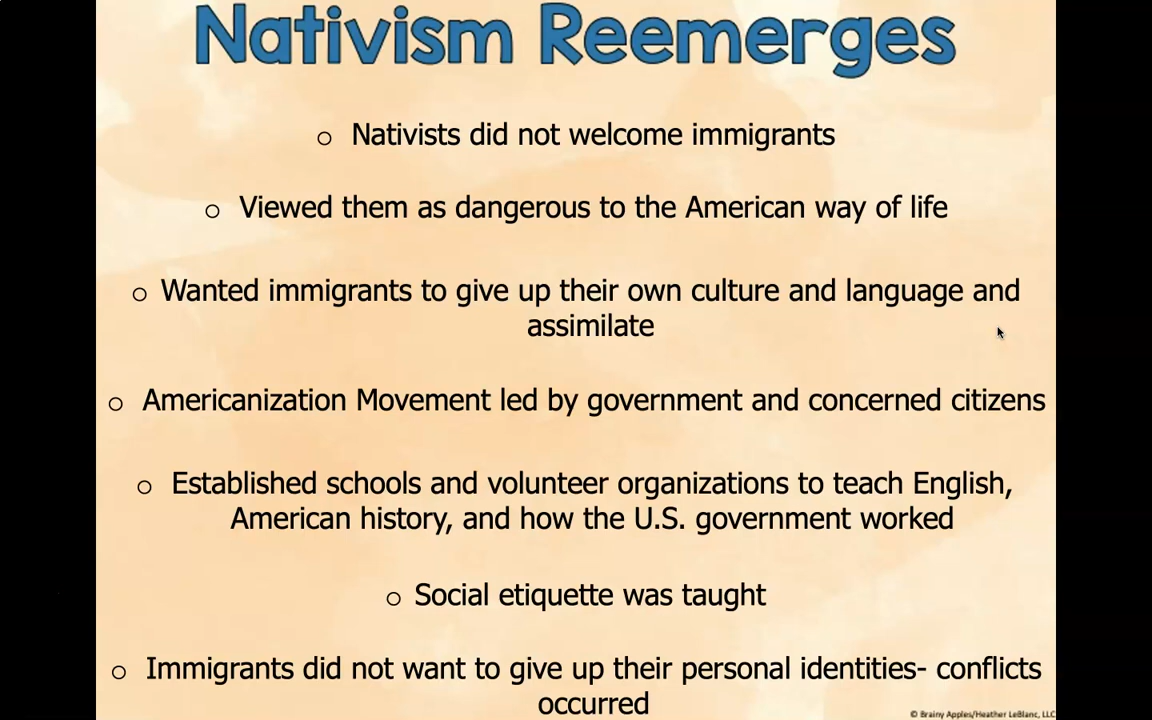 Nativism Reemerges
o Nativists did not welcome immigrants
o Viewed them as dangerous to the American way of life
o Wanted immigrants to give up their own culture and language and
assimilate
o Americanization Movement led by government and concerned citizens
o Established schools and volunteer organizations to teach English,
American history, and how the U.S. government worked
o Social etiquette was taught
o Immigrants did not want to give up their personal identities- conflicts
occurred
© Brainy Apples/Heather LeBlanc, LLC